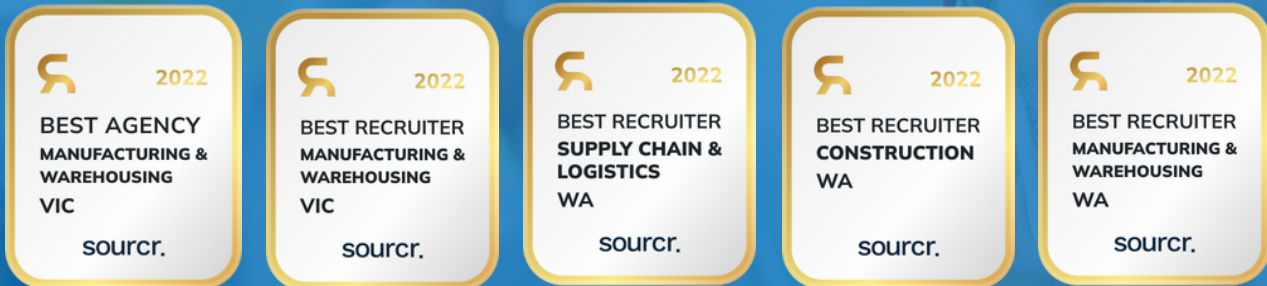 2022
BEST AGENCY
MANUFACTURING &
WAREHOUSING
VIC
sourcr.
2022
BEST RECRUITER
MANUFACTURING &
WAREHOUSING
VIC
sourcr.
2022
BEST RECRUITER
SUPPLY CHAIN &
LOGISTICS
WA
sourcr.
2022
BEST RECRUITER
CONSTRUCTION
WA
sourcr.
2022
BEST RECRUITER
MANUFACTURING &
WAREHOUSING
WA
sourcr.